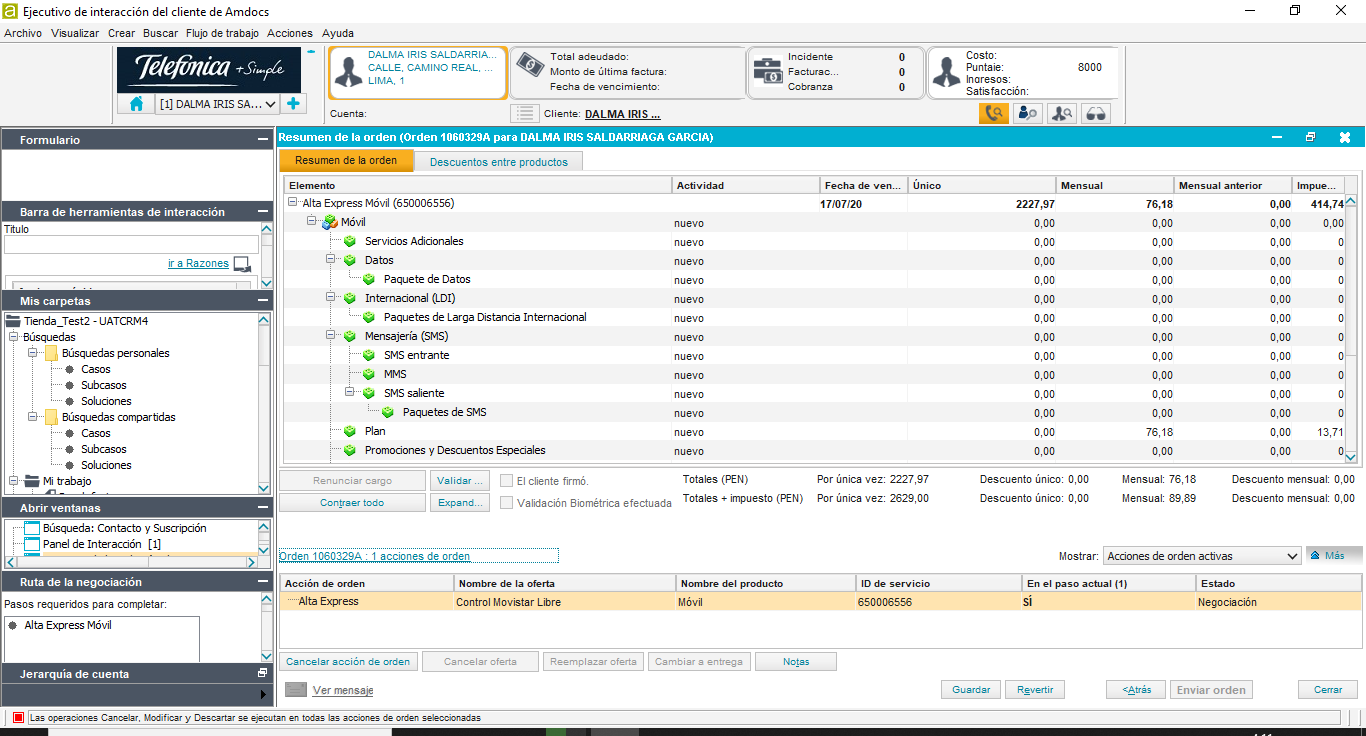 Ejecutivo de interacción del cliente de Amdocs
Archivo Visualizar Crear Buscar Flujo de trabajo Acciones Ayuda
Telefónica +Simple
[1] DALMA IRIS SA...
DALMA IRIS SALDARRIA...
CALLE, CAMINO REAL, ...
LIMA, 1
Total adeudado:
Monto de última factura:
Fecha de vencimiento:
Incidente 0
Facturac... 0
Cobranza 0
Costo:
Puntaie: 8000
Ingresos:
Satisfacción:
Cuenta: Cliente: DALMA IRIS ...
Formulario
Barra de herramientas de interacción
Titulo
ir a Razones
Mis carpetas
Tienda_Test2 - UATCRM4
Búsquedas
Búsquedas personales
Casos
Subcasos
Soluciones
Búsquedas compartidas
Casos
Subcasos
Soluciones
Mi trabajo
Abrir ventanas
Búsqueda: Contacto y Suscripción
Panel de Interacción [1]
Ruta de la negociación
Pasos requeridos para completar:
Alta Express Móvil
Jerarquía de cuenta
Resumen de la orden (Orden 1060329A para DALMA IRIS SALDARRIAGA GARCIA)
Resumen de la orden Descuentos entre productos
Elemento Actividad Fecha de ven... Único Mensual Mensual anterior Impue...
Alta Express Móvil (650006556) 17/07/20 2227,97 76,18 0,00 414,74
Móvil nuevo 0,00 0,00 0,00 0,00
Servicios Adicionales nuevo 0,00 0,00 0,00 0
Datos nuevo 0,00 0,00 0,00 0
Paquete de Datos nuevo 0,00 0,00 0,00 0
Internacional (LDI) nuevo 0,00 0,00 0,00 0
Paquetes de Larga Distancia Internacional nuevo 0,00 0,00 0,00 0
Mensajería (SMS) nuevo 0,00 0,00 0,00 0
SMS entrante nuevo 0,00 0,00 0,00 0
MMS nuevo 0,00 0,00 0,00 0
SMS saliente nuevo 0,00 0,00 0,00 0
Paquetes de SMS nuevo 0,00 0,00 0,00 0
Plan nuevo 0,00 76,18 0,00 13,71
Promociones y Descuentos Especiales nuevo 0,00 0,00 0,00 0
Renunciar cargo Validar ... El cliente firmó. Totales (PEN) Por única vez: 2227,97 Descuento único: 0,00 Mensual: 76,18 Descuento mensual: 0,00
Contraer todo Expand... Validación Biométrica efectuada Totales + impuesto (PEN) Por única vez: 2629,00 Descuento único: 0,00 Mensual: 89,89 Descuento mensual: 0,00
Orden 1060329A : 1 acciones de orden Mostrar: Acciones de orden activas Más
Acción de orden Nombre de la oferta Nombre del producto ID de servicio En el paso actual (1) Estado
Alta Express Control Movistar Libre Móvil 650006556 SÍ Negociación
Cancelar acción de orden Cancelar oferta Reemplazar oferta Cambiar a entrega Notas
Ver mensaje Guardar Revertir <Atrás Enviar orden Cerrar
Las operaciones Cancelar, Modificar y Descartar se ejecutan en todas las acciones de orden seleccionadas